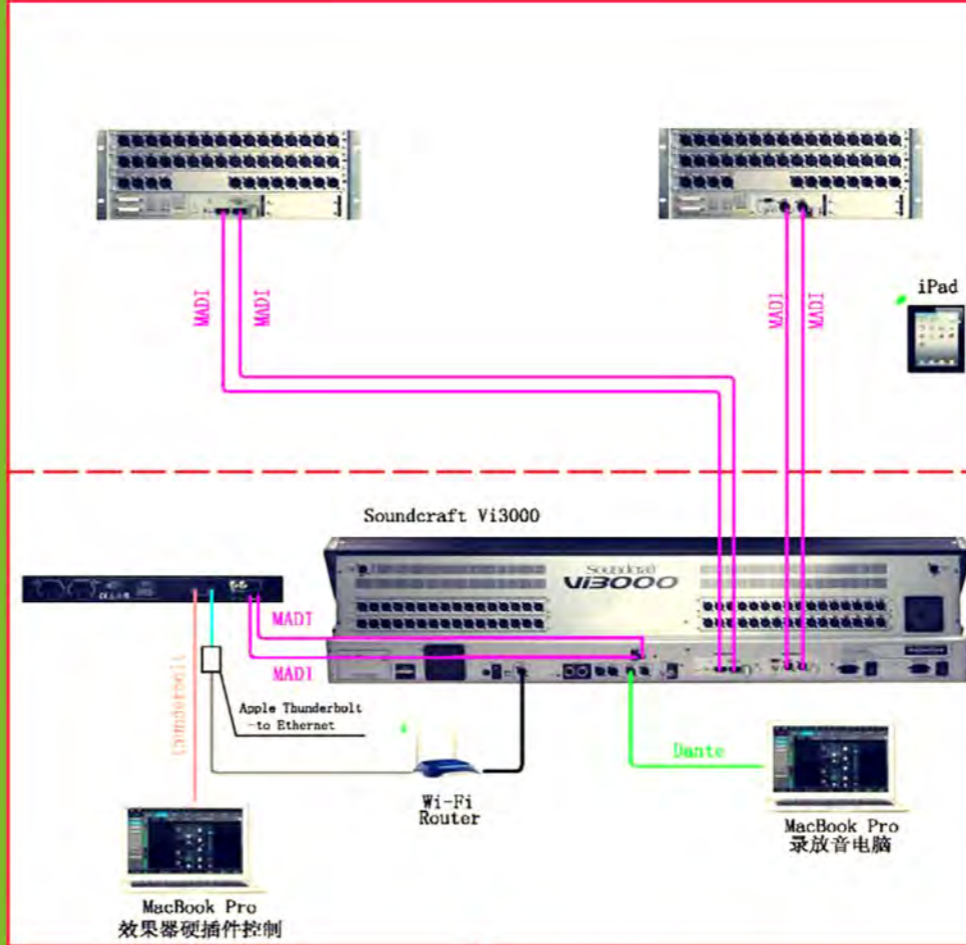 MADI
MADI
MADI
MADI
iPad
Soundcraft Vi3000
Soundcraft
Vi3000
MADI
MADI
Thunderbolt
Apple Thunderbolt
-to Ethernet
Wi-Fi
Router
Dante
MacBook Pro
录放音电脑
MacBook Pro
效果器硬插件控制